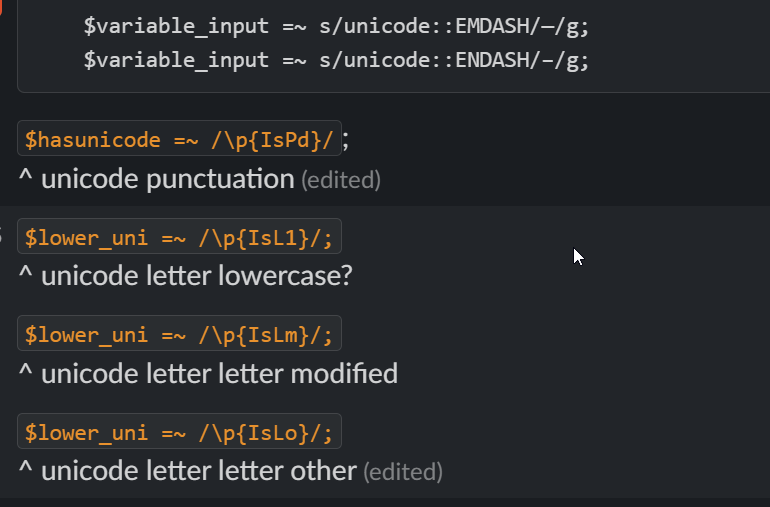 $variable_input =~ s/unicode::EMDASH/—/g;
$variable_input =~ s/unicode::ENDASH/–/g;
$hasunicode =~ /\p{IsPd}/;
^ unicode punctuation (edited)
$lower_uni =~ /\p{IsL1}/;
^ unicode letter lowercase?
$lower_uni =~ /\p{IsLm}/;
^ unicode letter letter modified
$lower_uni =~ /\p{IsLo}/;
^ unicode letter letter other (edited)